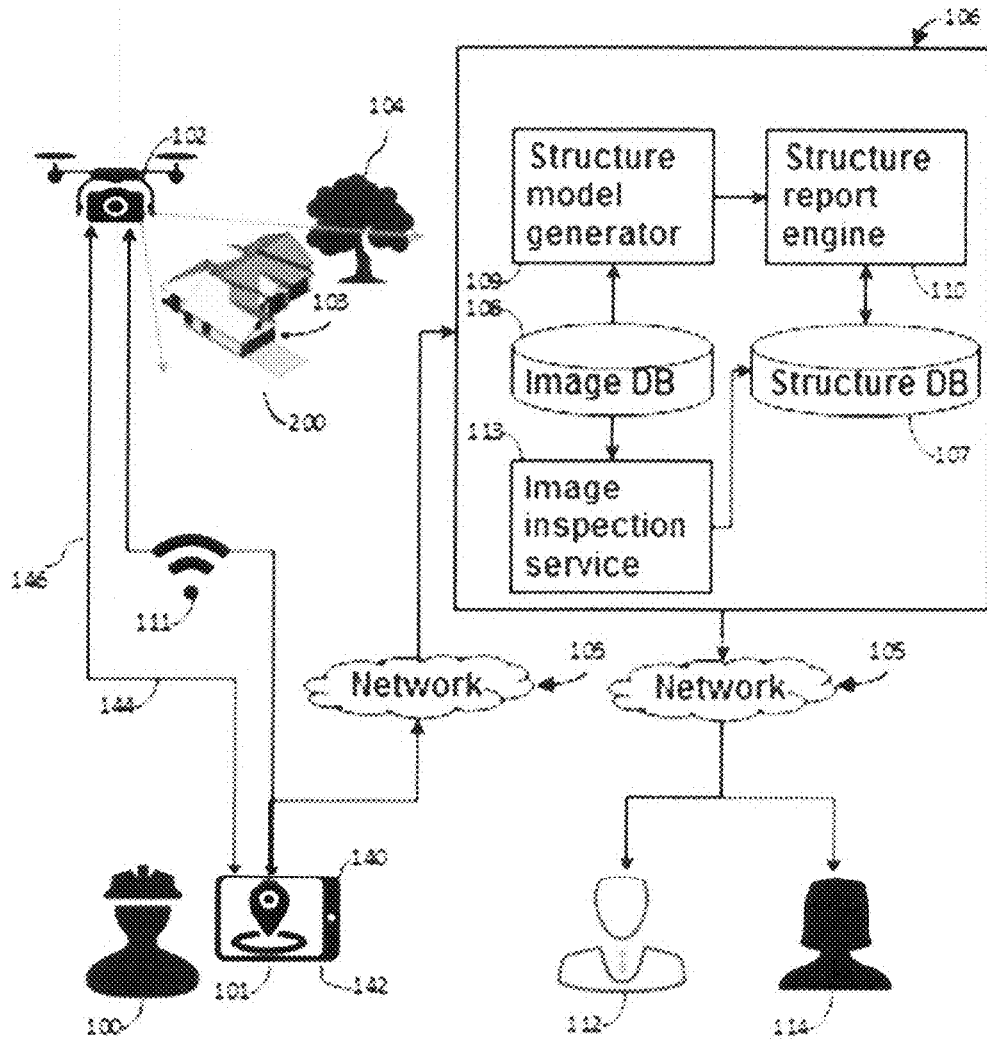 106
104
102
Structure
model
generator
Structure
report
engine
103
109
110
108
Image DB
Structure DB
200
113
107
Image
inspection
service
146
111
105
105
Network
Network
144
140
100
101
142
112
114